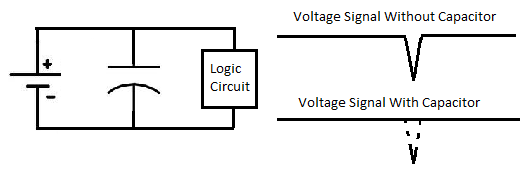 Voltage Signal Without Capacitor
+
-
Logic
Circuit
Voltage Signal With Capacitor